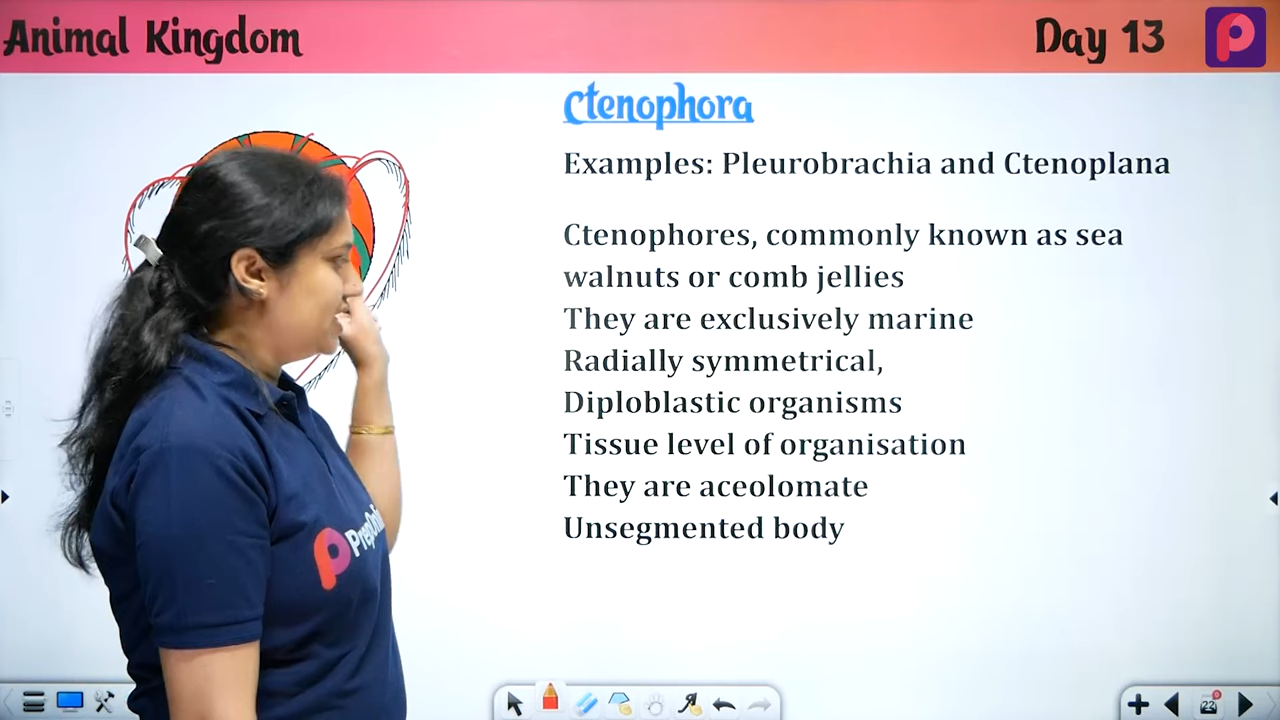 Animal Kingdom
Day 13
Ctenophora
Examples: Pleurobrachia and Ctenoplana
Ctenophores, commonly known as sea
walnuts or comb jellies
They are exclusively marine
Radially symmetrical,
Diploblastic organisms
Tissue level of organisation
They are aceolomate
Unsegmented body
22